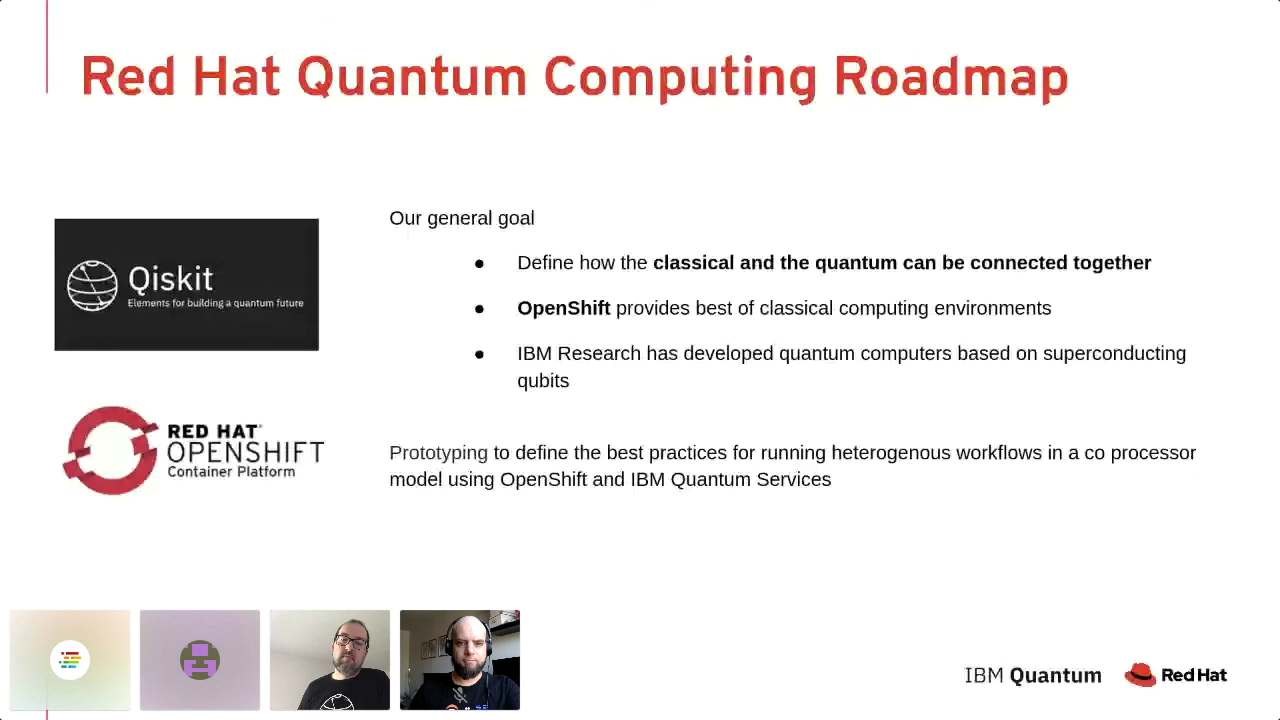 Red Hat Quantum Computing Roadmap
Qiskit
Elements for building a quantum future
RED HAT
OPENSHIFT
Container Platform
Our general goal
● Define how the classical and the quantum can be connected together
● OpenShift provides best of classical computing environments
● IBM Research has developed quantum computers based on superconducting
qubits
Prototyping to define the best practices for running heterogenous workflows in a co processor
model using OpenShift and IBM Quantum Services
IBM Quantum
Red Hat